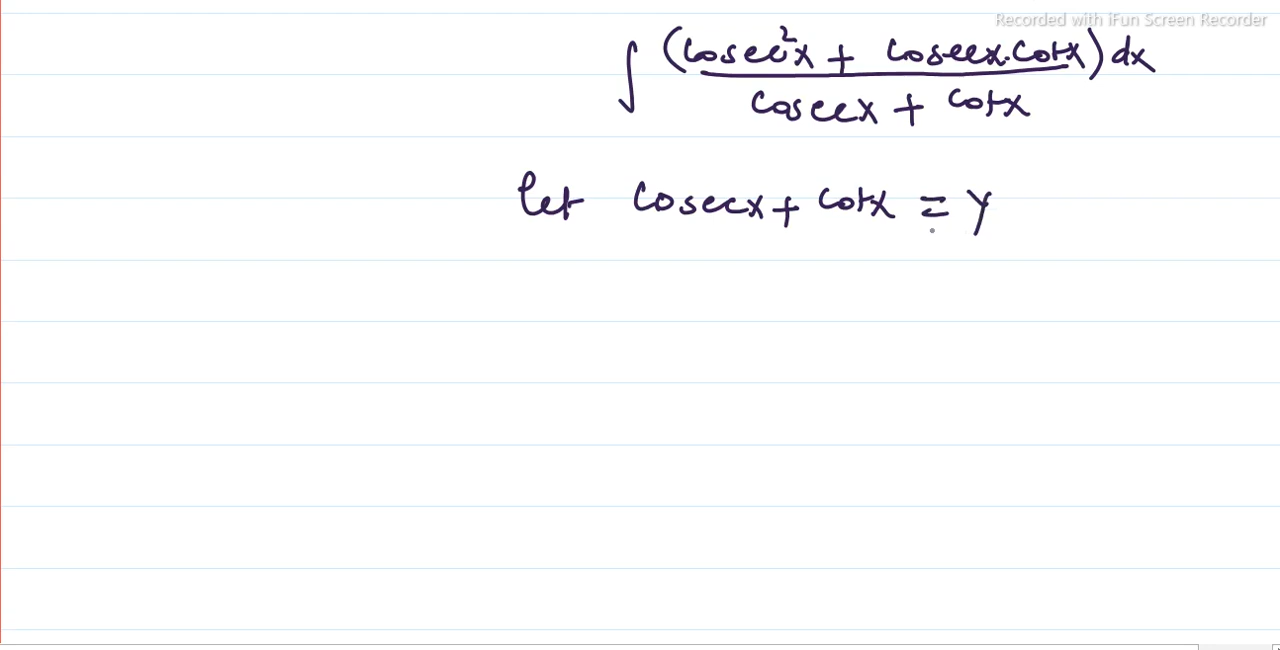 Recorded with iFun Screen Recorder
∫ (cosec²x + cosecx.cotx) dx
cosecx + cotx
let cosecx + cotx = y